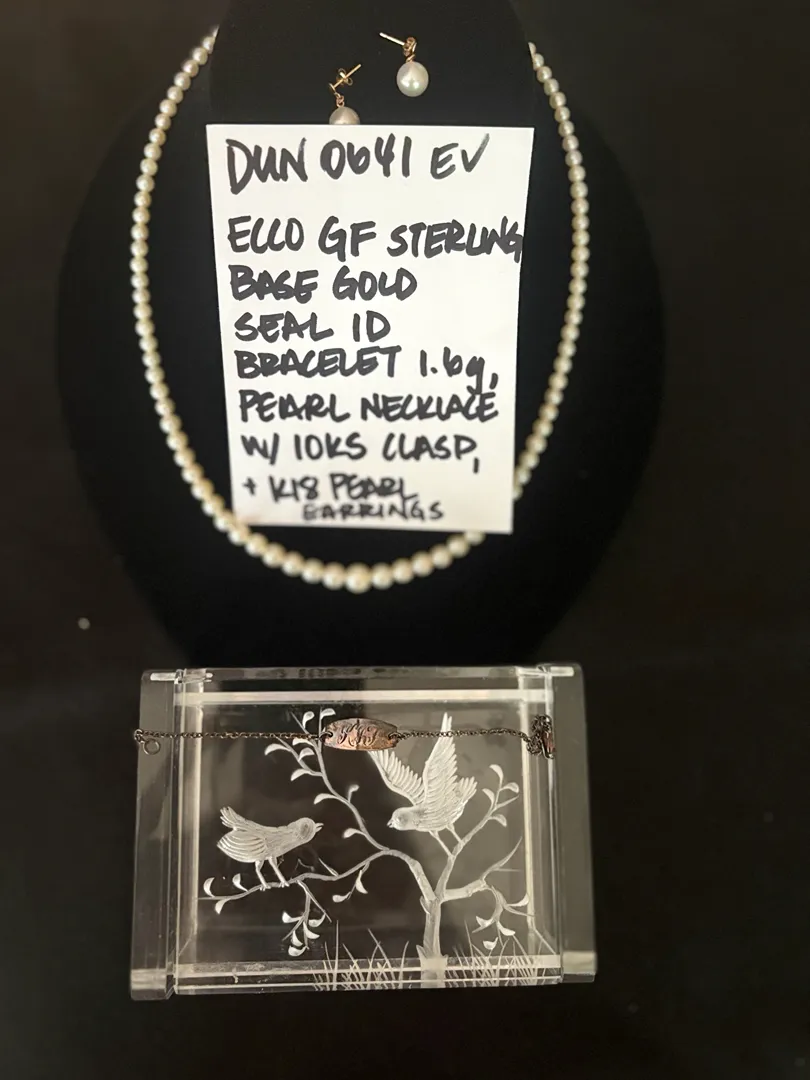 DUN 0641 EV
ECCO GF STERLING
BASE GOLD
SEAL ID
BRACELET 1.6g,
PEARL NECKLACE
W/ 10KS CLASP,
+ K18 PEARL
EARRINGS